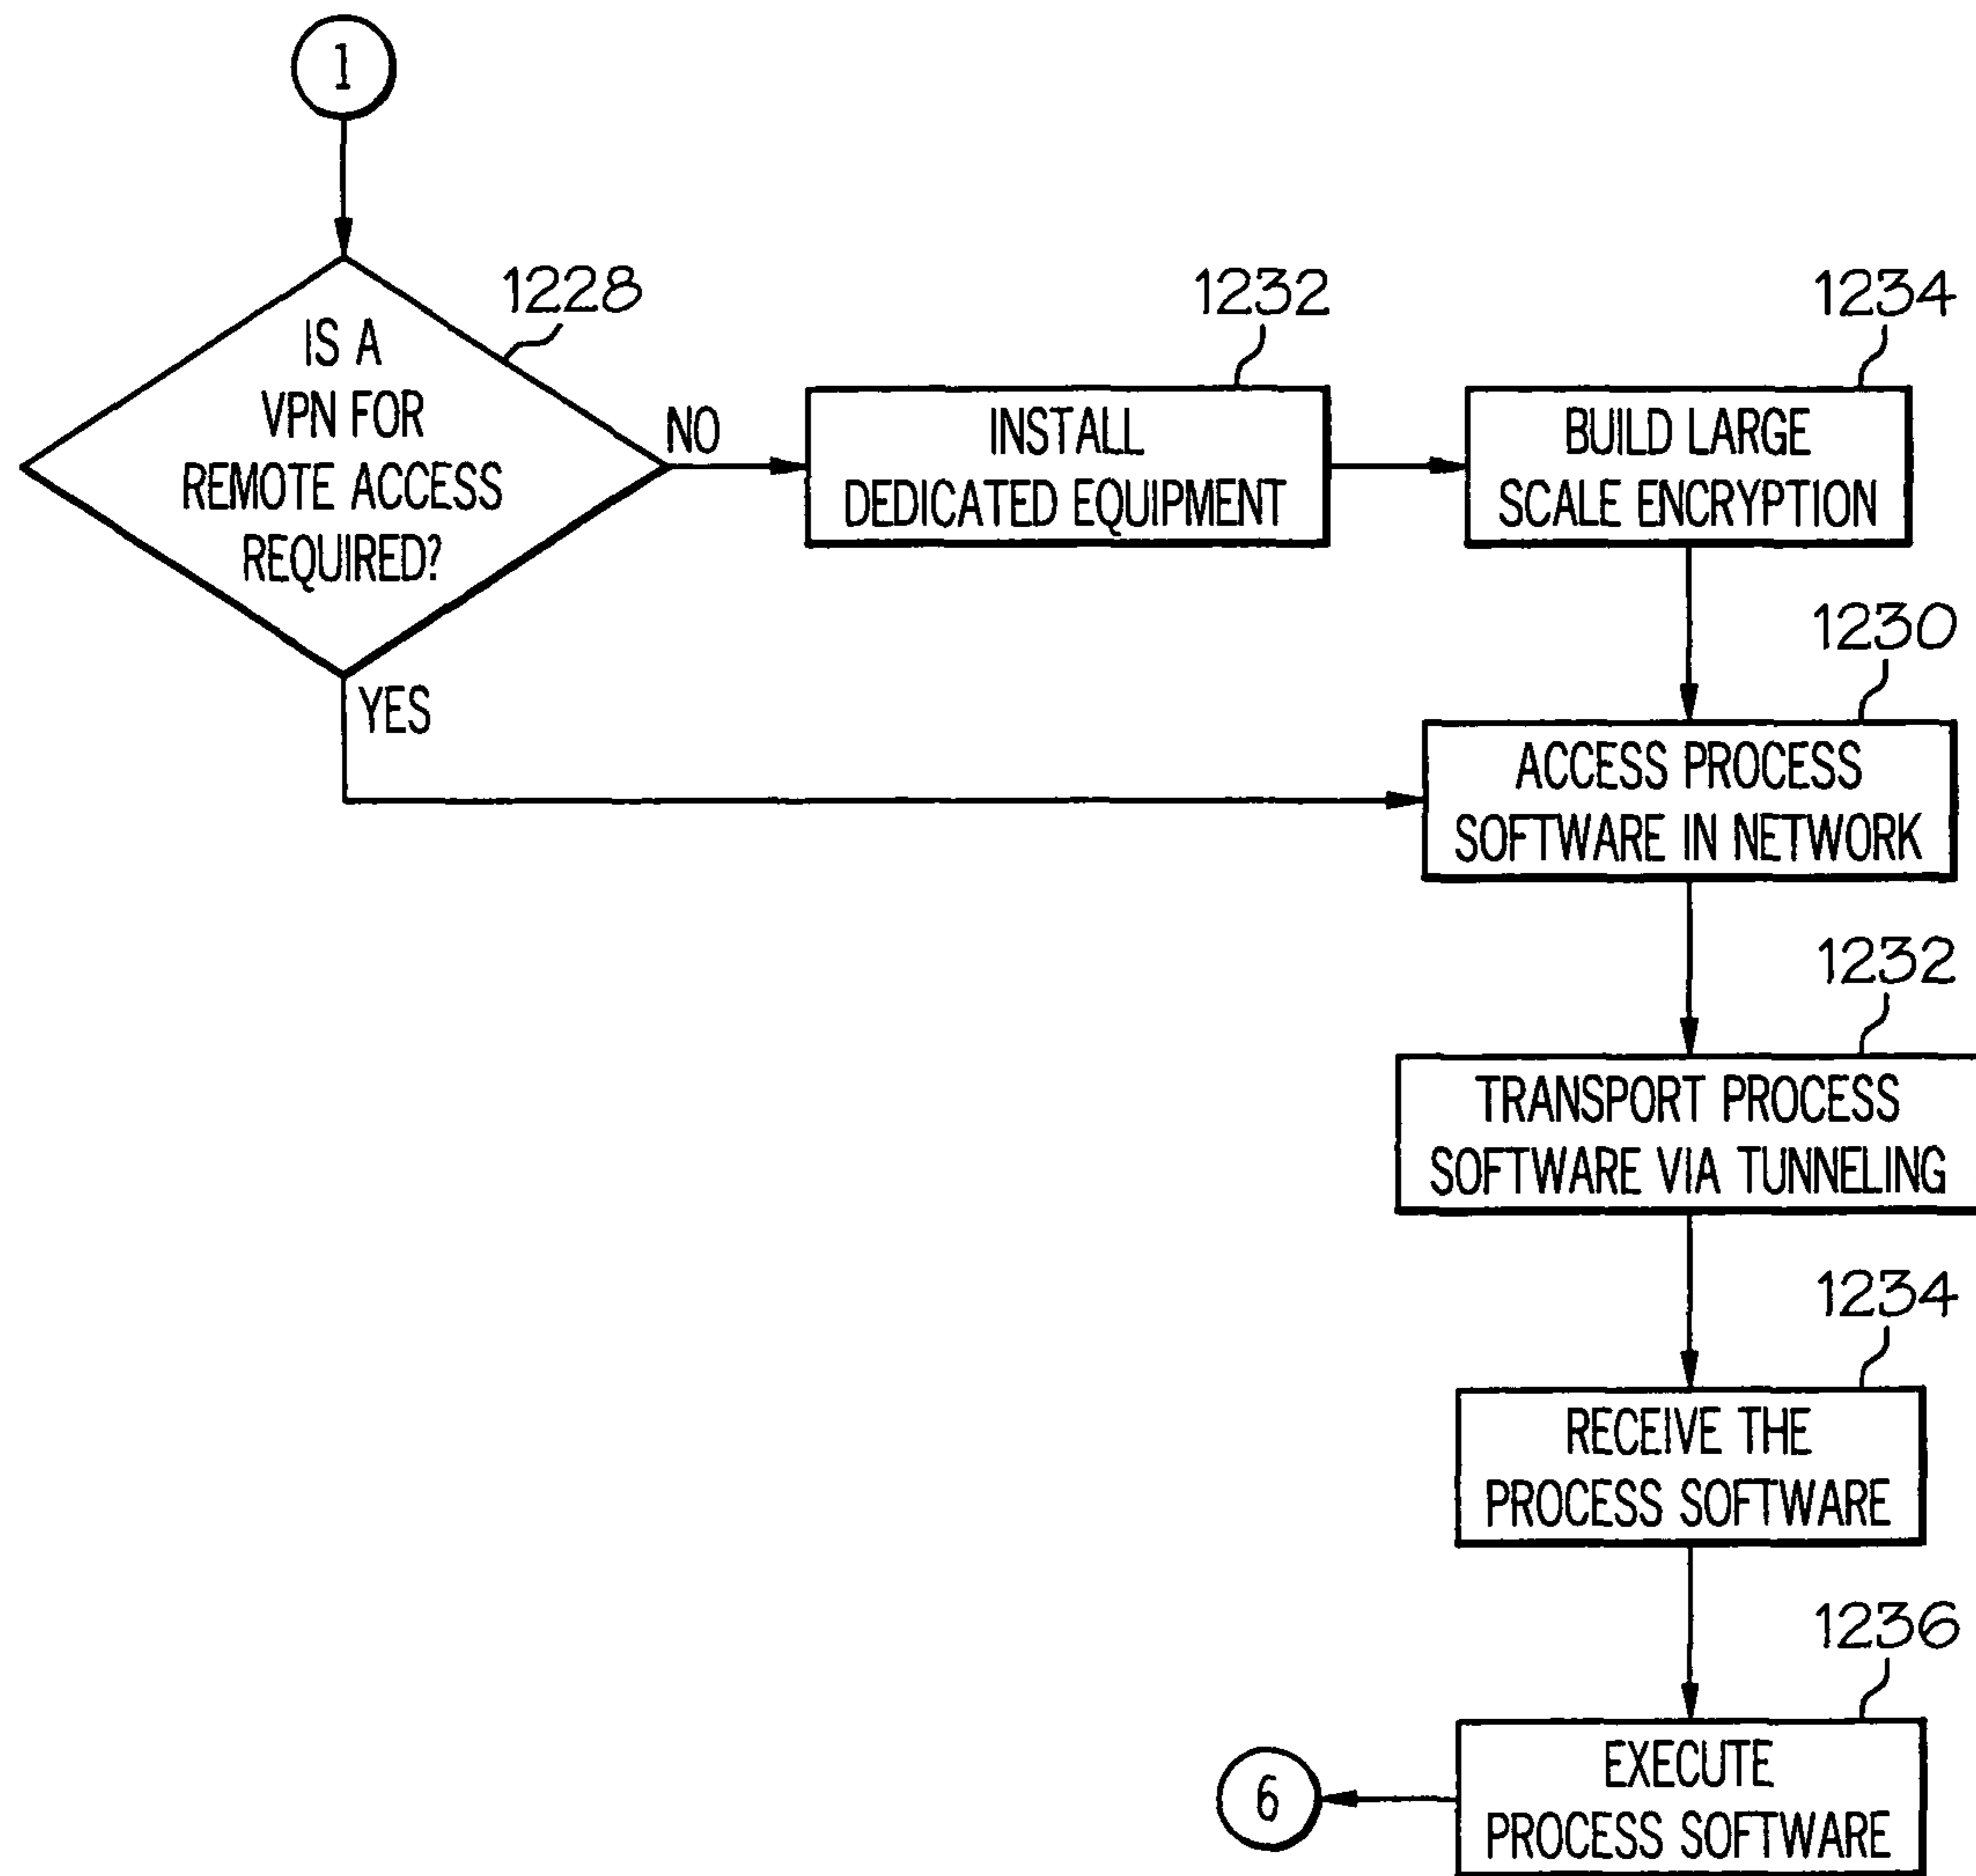 1
1228
IS A
VPN FOR
REMOTE ACCESS
REQUIRED?
NO
YES
1232
INSTALL
DEDICATED EQUIPMENT
1234
BUILD LARGE
SCALE ENCRYPTION
1230
ACCESS PROCESS
SOFTWARE IN NETWORK
1232
TRANSPORT PROCESS
SOFTWARE VIA TUNNELING
1234
RECEIVE THE
PROCESS SOFTWARE
1236
EXECUTE
PROCESS SOFTWARE
6